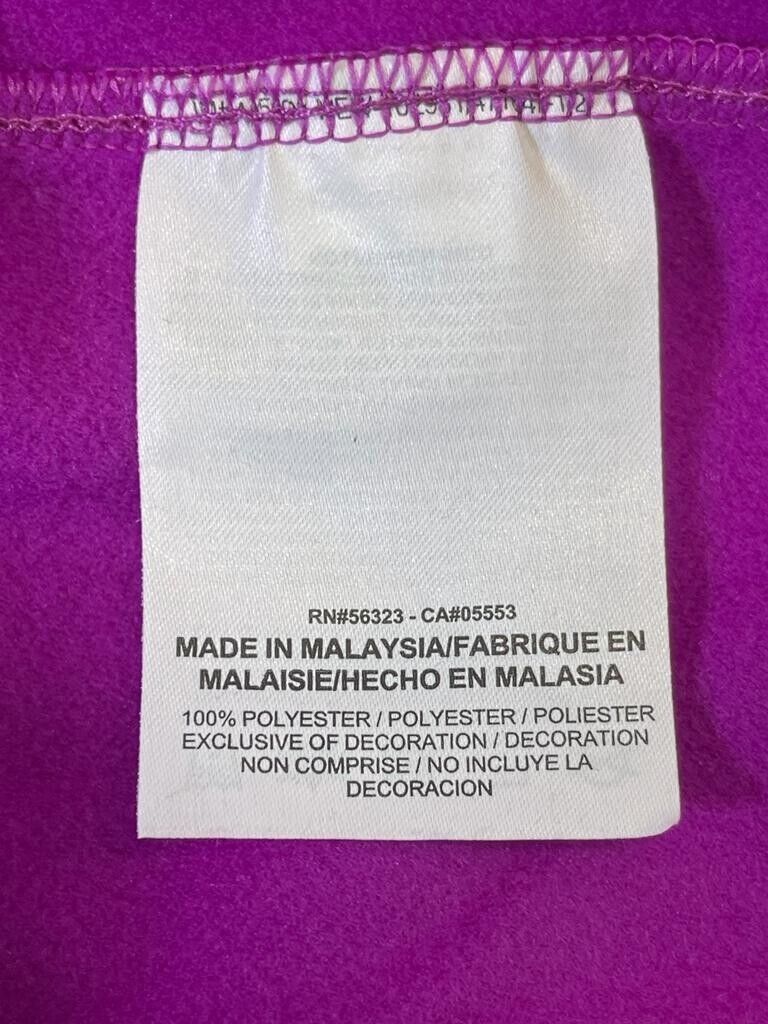 RN#56323 - CA#05553
MADE IN MALAYSIA/FABRIQUE EN
MALAISIE/HECHO EN MALASIA
100% POLYESTER / POLYESTER / POLIESTER
EXCLUSIVE OF DECORATION / DECORATION
NON COMPRISE / NO INCLUYE LA
DECORACION